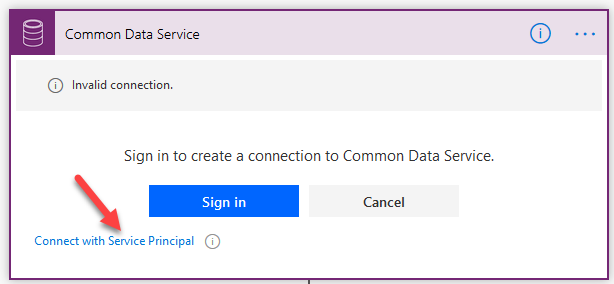 Common Data Service
Invalid connection.
Sign in to create a connection to Common Data Service.
Sign in
Cancel
Connect with Service Principal